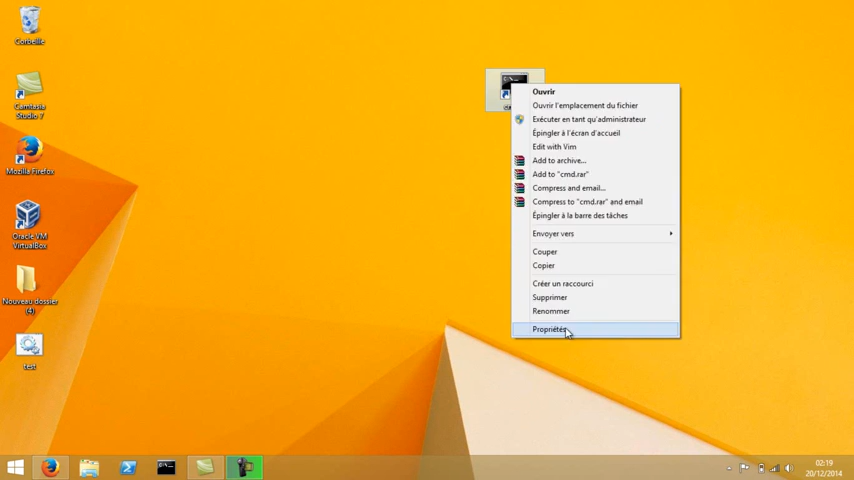 Corbeille
Camtasia
Studio 7
Mozilla Firefox
Oracle VM
VirtualBox
Nouveau dossier
(4)
test
Ouvrir
Ouvrir l'emplacement du fichier
Exécuter en tant qu'administrateur
Épingler à l'écran d'accueil
Edit with Vim
Add to archive...
Add to "cmd.rar"
Compress and email...
Compress to "cmd.rar" and email
Épingler à la barre des tâches
Envoyer vers
Couper
Copier
Créer un raccourci
Supprimer
Renommer
Propriétés
02:19
20/12/2014